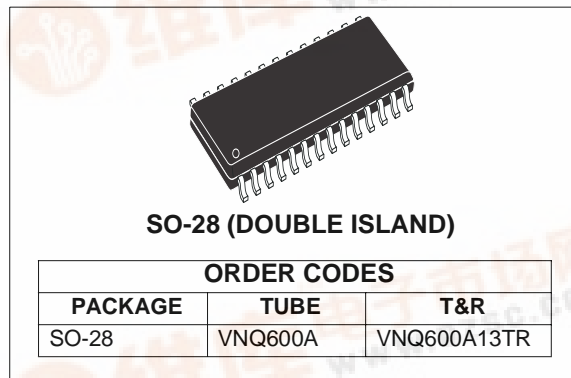 SO-28 (DOUBLE ISLAND)
ORDER CODES
PACKAGE TUBE T&R
SO-28 VNQ600A VNQ600A13TR